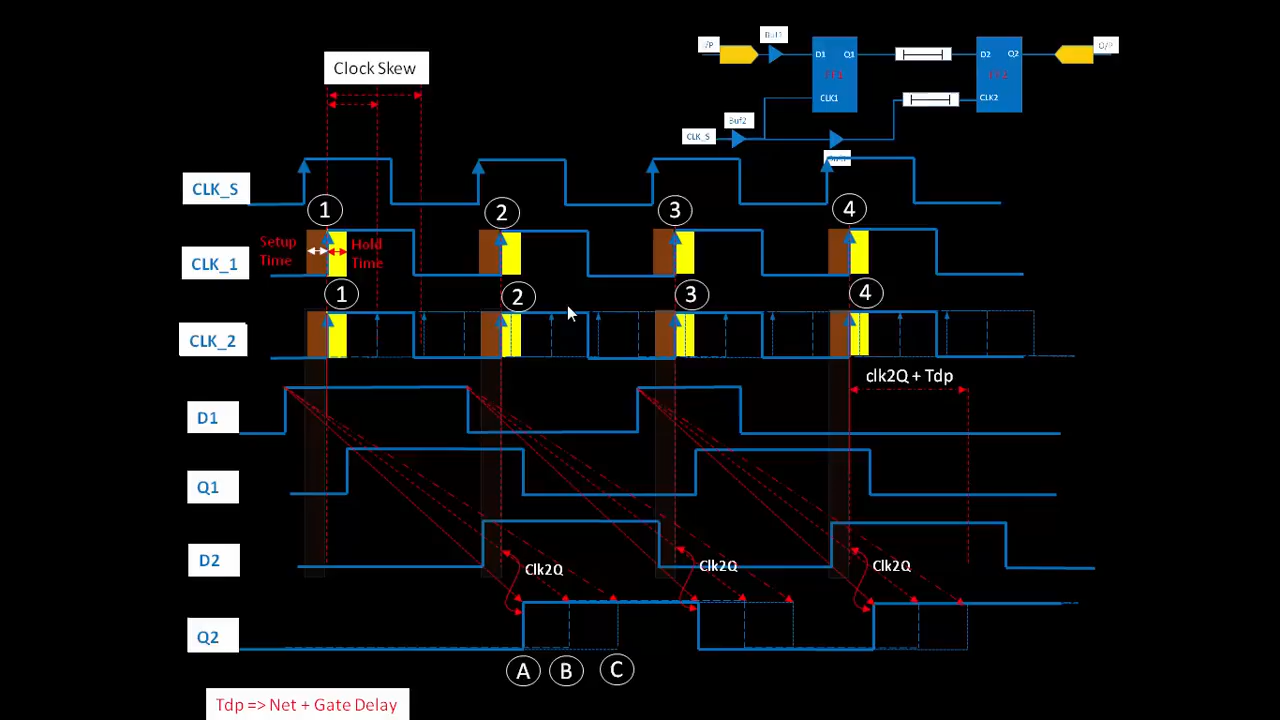 Clock Skew
I/P
Buf1
D1
Q1
FF1
CLK1
D2
Q2
CLK2
O/P
Buf2
CLK_S
CLK_S
1
2
3
4
Setup
Time
Hold
Time
CLK_1
1
2
3
4
CLK_2
clk2Q + Tdp
D1
Q1
D2
Clk2Q
Clk2Q
Clk2Q
Q2
A
B
C
Tdp => Net + Gate Delay